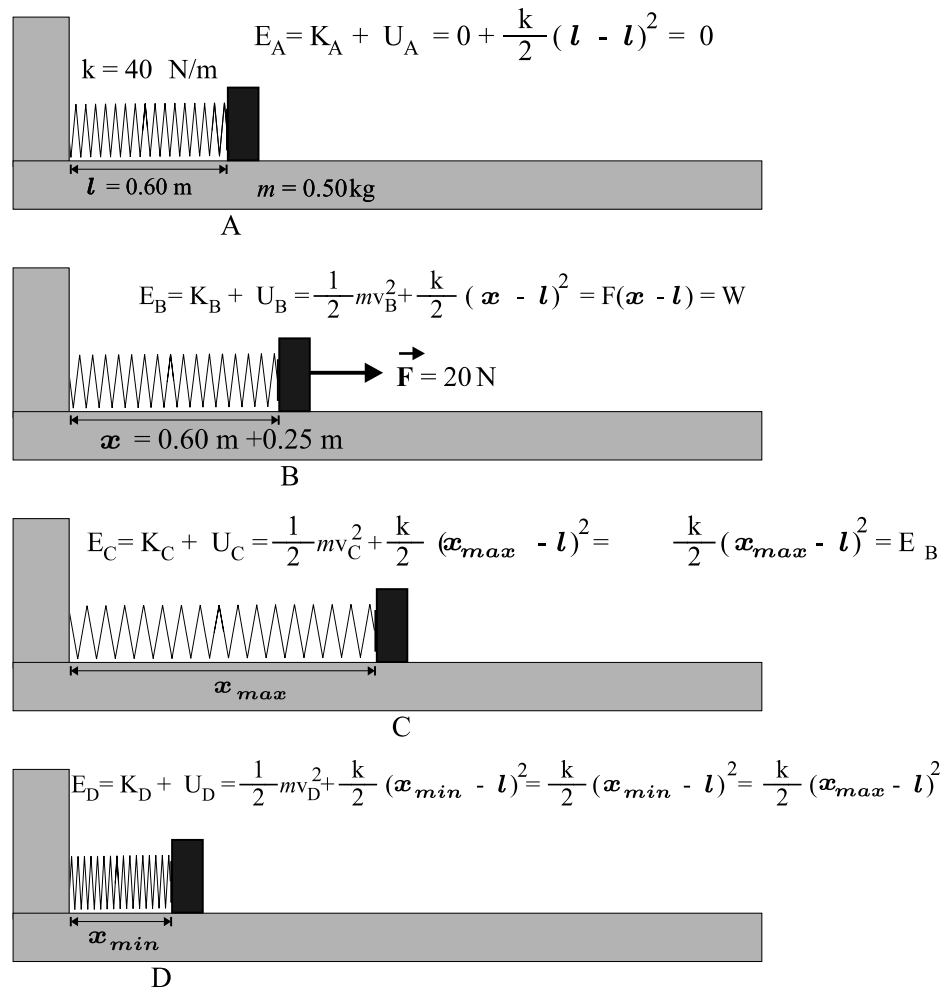 E_A = K_A + U_A = 0 + k/2 (l - l)^2 = 0
k = 40 N/m
l = 0.60 m
m = 0.50 kg
A
E_B = K_B + U_B = 1/2 mv_B^2 + k/2 (x - l)^2 = F(x - l) = W
F⃗ = 20 N
x = 0.60 m +0.25 m
B
E_C = K_C + U_C = 1/2 mv_C^2 + k/2 (x_max - l)^2 = k/2 (x_max - l)^2 = E_B
x_max
C
E_D = K_D + U_D = 1/2 mv_D^2 + k/2 (x_min - l)^2 = k/2 (x_min - l)^2 = k/2 (x_max - l)^2
x_min
D